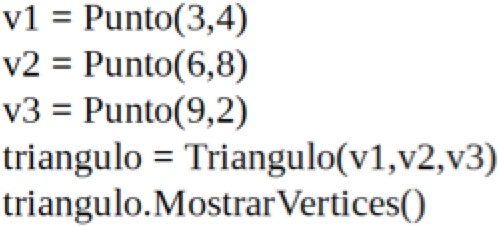 v1 = Punto(3,4)
v2 = Punto(6,8)
v3 = Punto(9,2)
triangulo = Triangulo(v1,v2,v3)
triangulo.MostrarVertices()